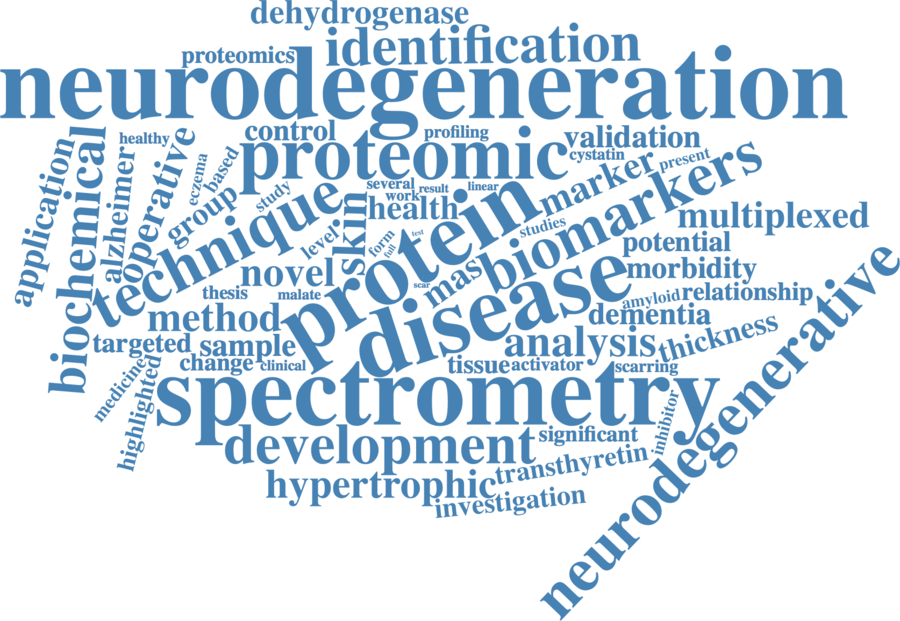 dehydrogenase
proteomics
identification
neurodegeneration
healthy
control
profiling
validation
proteomic
cystatin
application
biochemical
alzheimer
operative
eczema
based
group
study
technique
several
result
linear
work
health
skin
marker
present
biomarkers
studies
multiplexed
level
form
full
test
protein
potential
novel
mas
scar
morbidity
thesis
malate
amyloid
relationship
method
disease
dementia
thickness
targeted
sample
analysis
change
clinical
tissue
activator
scarring
medicine
highlighted
spectrometry
inhibitor
neurodegenerative
development
significant
hypertrophic
transthyretin
investigation